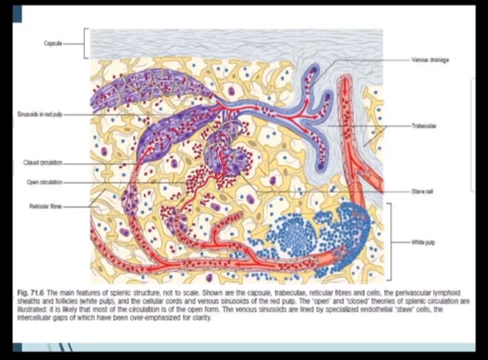 Capsule
Venous drainage
Sinusoids in red pulp
Trabeculae
Closed circulation
Open circulation
Stave cell
Reticular fibres
White pulp
Fig. 71.6 The main features of splenic structure, not to scale. Shown are the capsule, trabeculae, reticular fibres and cells, the perivascular lymphoid
sheaths and follicles (white pulp), and the cellular cords and venous sinusoids of the red pulp. The 'open' and 'closed' theories of splenic circulation are
illustrated: it is likely that most of the circulation is of the open form. The venous sinusoids are lined by specialized endothelial 'stave' cells, the
intercellular gaps of which have been over-emphasized for clarity.